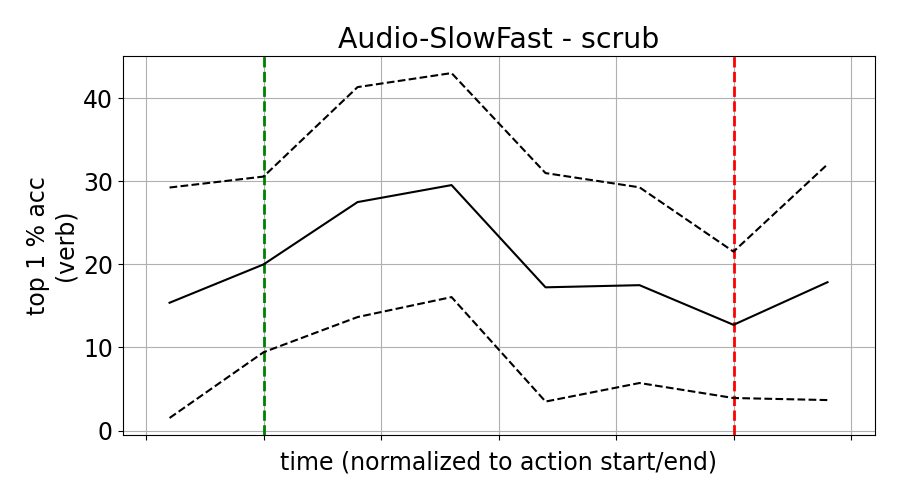 Audio-SlowFast - scrub
top 1 % acc
(verb)
40
30
20
10
0
time (normalized to action start/end)